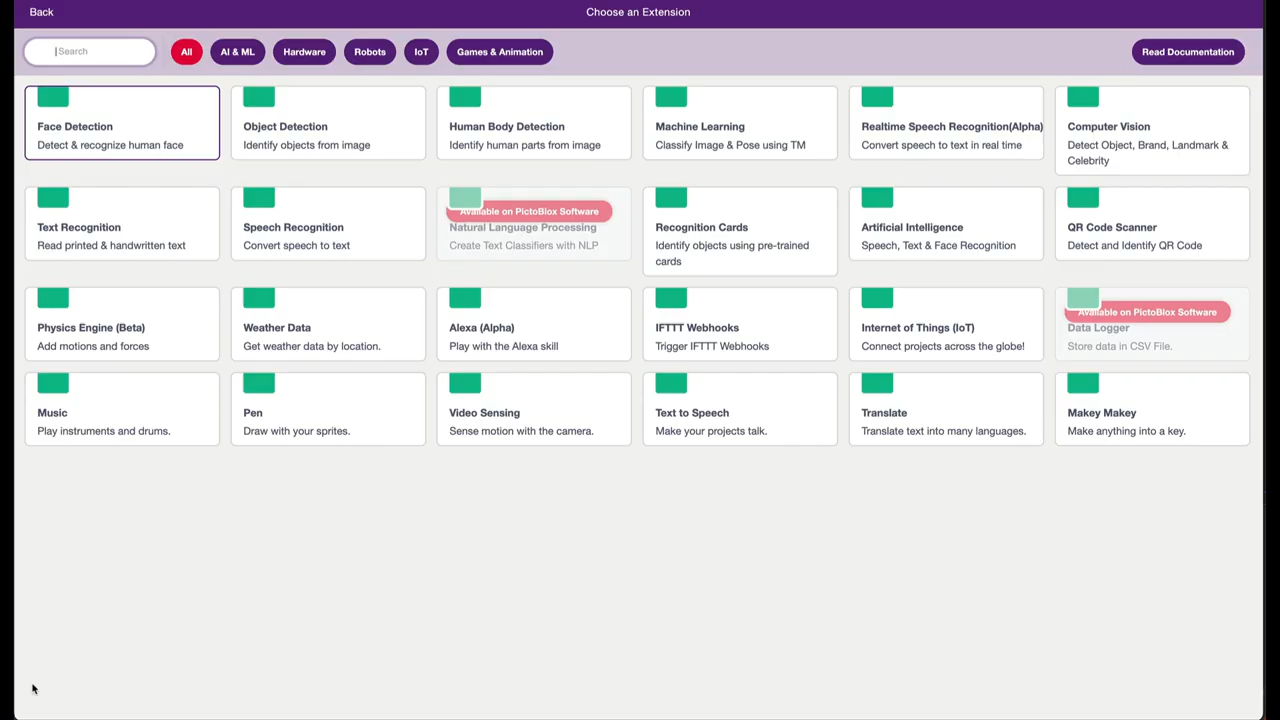 Back
Choose an Extension
Search
All
AI & ML
Hardware
Robots
IoT
Games & Animation
Read Documentation
Face Detection
Detect & recognize human face
Object Detection
Identify objects from image
Human Body Detection
Identify human parts from image
Machine Learning
Classify Image & Pose using TM
Realtime Speech Recognition(Alpha)
Convert speech to text in real time
Computer Vision
Detect Object, Brand, Landmark &
Celebrity
Text Recognition
Read printed & handwritten text
Speech Recognition
Convert speech to text
Available on PictoBlox Software
Natural Language Processing
Create Text Classifiers with NLP
Recognition Cards
Identify objects using pre-trained
cards
Artificial Intelligence
Speech, Text & Face Recognition
QR Code Scanner
Detect and Identify QR Code
Physics Engine (Beta)
Add motions and forces
Weather Data
Get weather data by location.
Alexa (Alpha)
Play with the Alexa skill
IFTTT Webhooks
Trigger IFTTT Webhooks
Internet of Things (IoT)
Connect projects across the globe!
Available on PictoBlox Software
Data Logger
Store data in CSV File.
Music
Play instruments and drums.
Pen
Draw with your sprites.
Video Sensing
Sense motion with the camera.
Text to Speech
Make your projects talk.
Translate
Translate text into many languages.
Makey Makey
Make anything into a key.